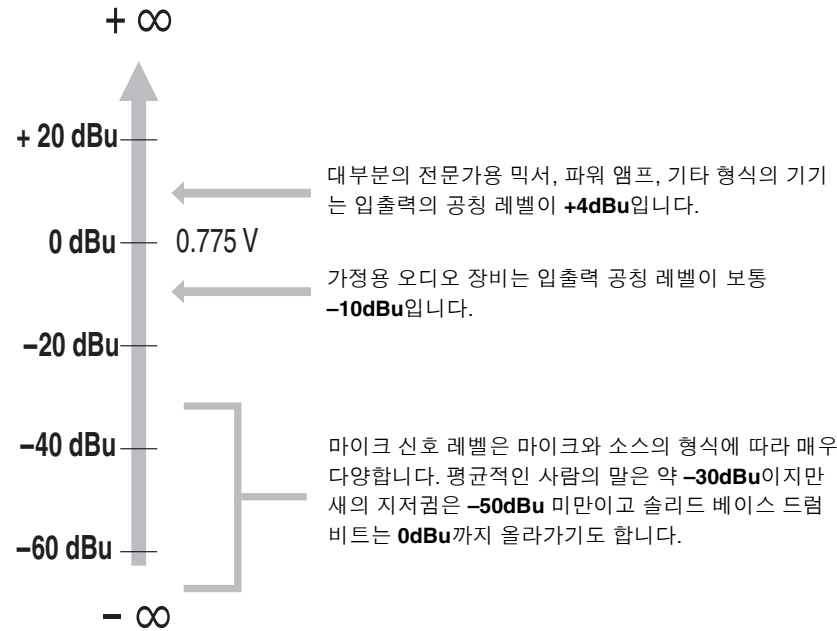 + ∞
+ 20 dBu
대부분의 전문가용 믹서, 파워 앰프, 기타 형식의 기기
는 입출력의 공칭 레벨이 +4dBu입니다.
0 dBu
0.775 V
가정용 오디오 장비는 입출력 공칭 레벨이 보통
–10dBu입니다.
–20 dBu
–40 dBu
마이크 신호 레벨은 마이크와 소스의 형식에 따라 매우
다양합니다. 평균적인 사람의 말은 약 –30dBu이지만
새의 지저귐은 –50dBu 미만이고 솔리드 베이스 드럼
비트는 0dBu까지 올라가기도 합니다.
–60 dBu
– ∞